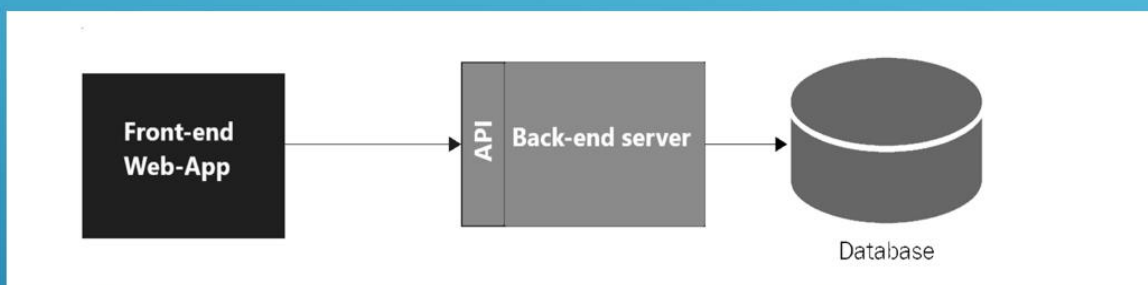 Front-end
Web-App
API
Back-end server
Database